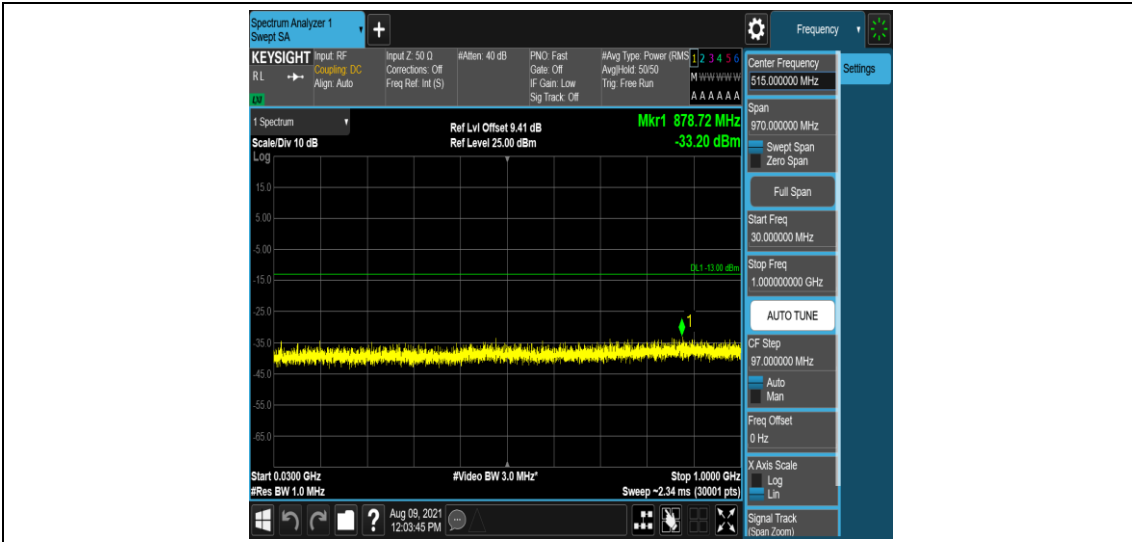 Spectrum Analyzer 1
Swept SA
+
Frequency
KEYSIGHT
RL
LXI
Input: RF
Coupling: DC
Align: Auto
Input Z: 50 Ω
Corrections: Off
Freq Ref: Int (S)
#Atten: 40 dB
PNO: Fast
Gate: Off
IF Gain: Low
Sig Track: Off
#Avg Type: Power (RMS
Avg|Hold: 50/50
Trig: Free Run
1 2 3 4 5 6
M W W W W W
A A A A A A
1 Spectrum
Scale/Div 10 dB
Log
Ref Lvl Offset 9.41 dB
Ref Level 25.00 dBm
Mkr1 878.72 MHz
-33.20 dBm
15.0
5.00
-5.00
DL1 -13.00 dBm
-15.0
-25.0
1
-35.0
-45.0
-55.0
-65.0
Start 0.0300 GHz
#Res BW 1.0 MHz
#Video BW 3.0 MHz*
Stop 1.0000 GHz
Sweep ~2.34 ms (30001 pts)
?
Aug 09, 2021
12:03:45 PM
Center Frequency
515.000000 MHz
Settings
Span
970.000000 MHz
Swept Span
Zero Span
Full Span
Start Freq
30.000000 MHz
Stop Freq
1.000000000 GHz
AUTO TUNE
CF Step
97.000000 MHz
Auto
Man
Freq Offset
0 Hz
X Axis Scale
Log
Lin
Signal Track
(Span Zoom)